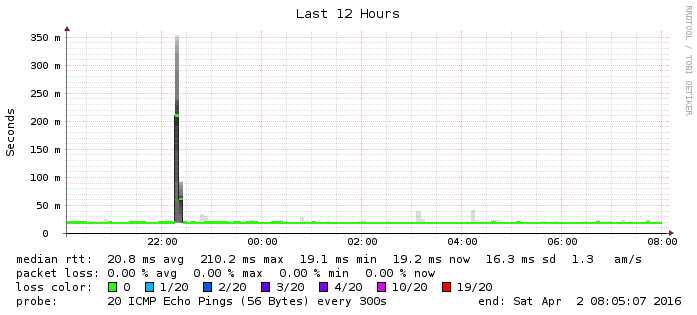 Last 12 Hours
RRDTOOL / TOBI OETIKER
Seconds
350 m
300 m
250 m
200 m
150 m
100 m
50 m
0
22:00 00:00 02:00 04:00 06:00 08:00
median rtt: 20.8 ms avg 210.2 ms max 19.1 ms min 19.2 ms now 16.3 ms sd 1.3 am/s
packet loss: 0.00 % avg 0.00 % max 0.00 % min 0.00 % now
loss color: 0 1/20 2/20 3/20 4/20 10/20 19/20
probe: 20 ICMP Echo Pings (56 Bytes) every 300s end: Sat Apr 2 08:05:07 2016